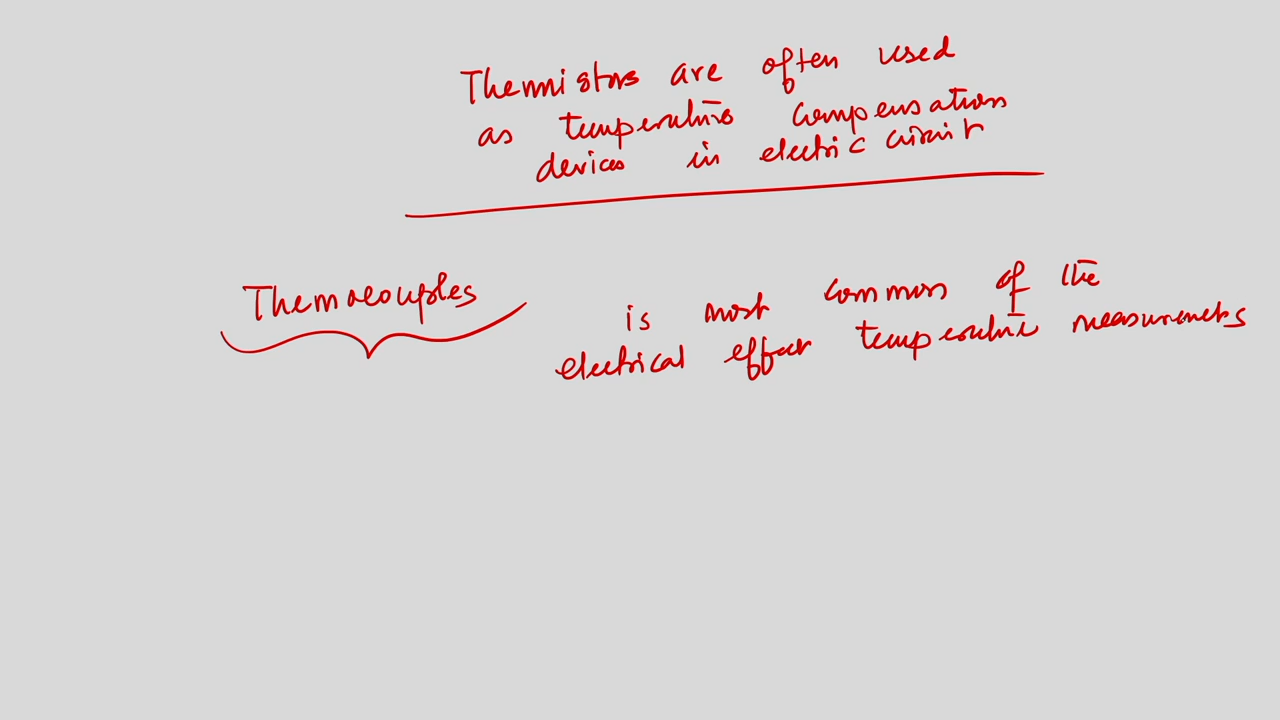 Thermistors are often used
as temperature compensation
devices in electric circuit
Thermocouples
is most common of the
electrical effect temperature measurements